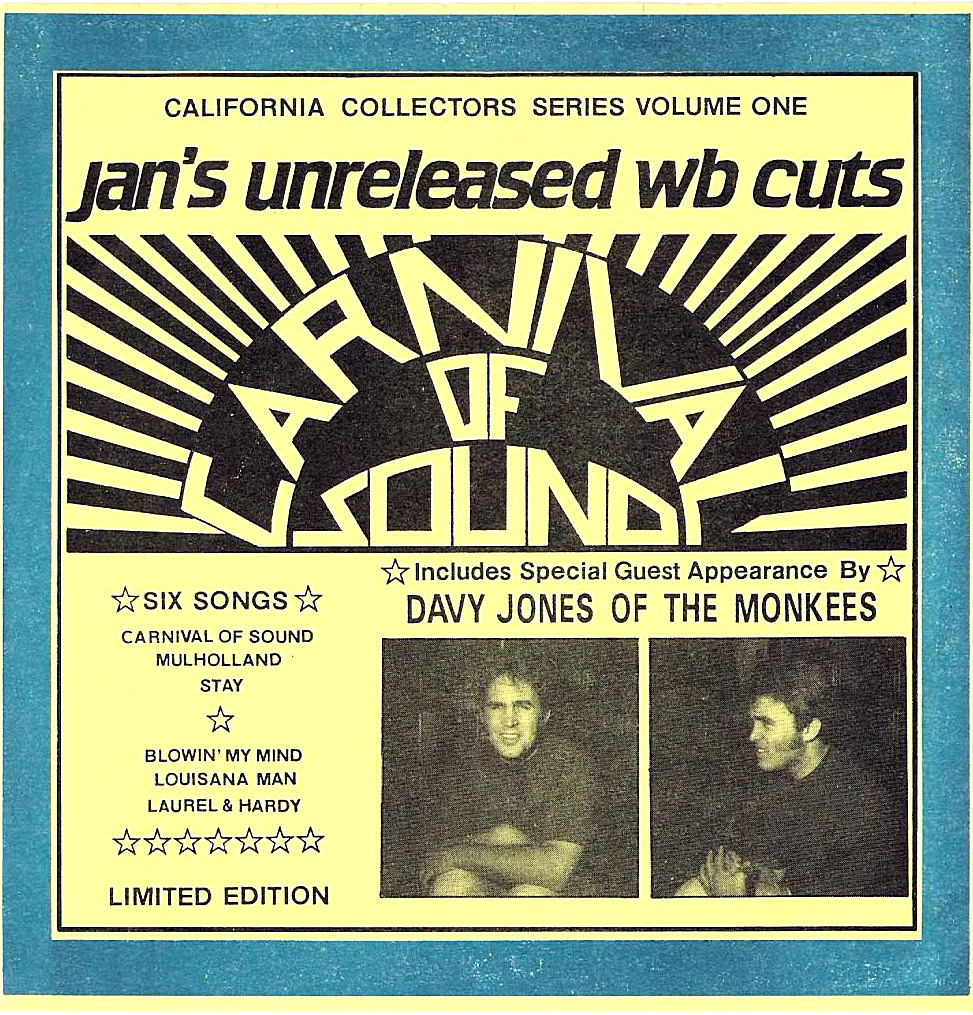 CALIFORNIA COLLECTORS SERIES VOLUME ONE
jan's unreleased wb cuts
CARNIVAL
OF
SOUND
☆Includes Special Guest Appearance By☆
DAVY JONES OF THE MONKEES
☆SIX SONGS☆
CARNIVAL OF SOUND
MULHOLLAND
STAY
☆
BLOWIN' MY MIND
LOUISANA MAN
LAUREL & HARDY
☆☆☆☆☆☆☆
LIMITED EDITION